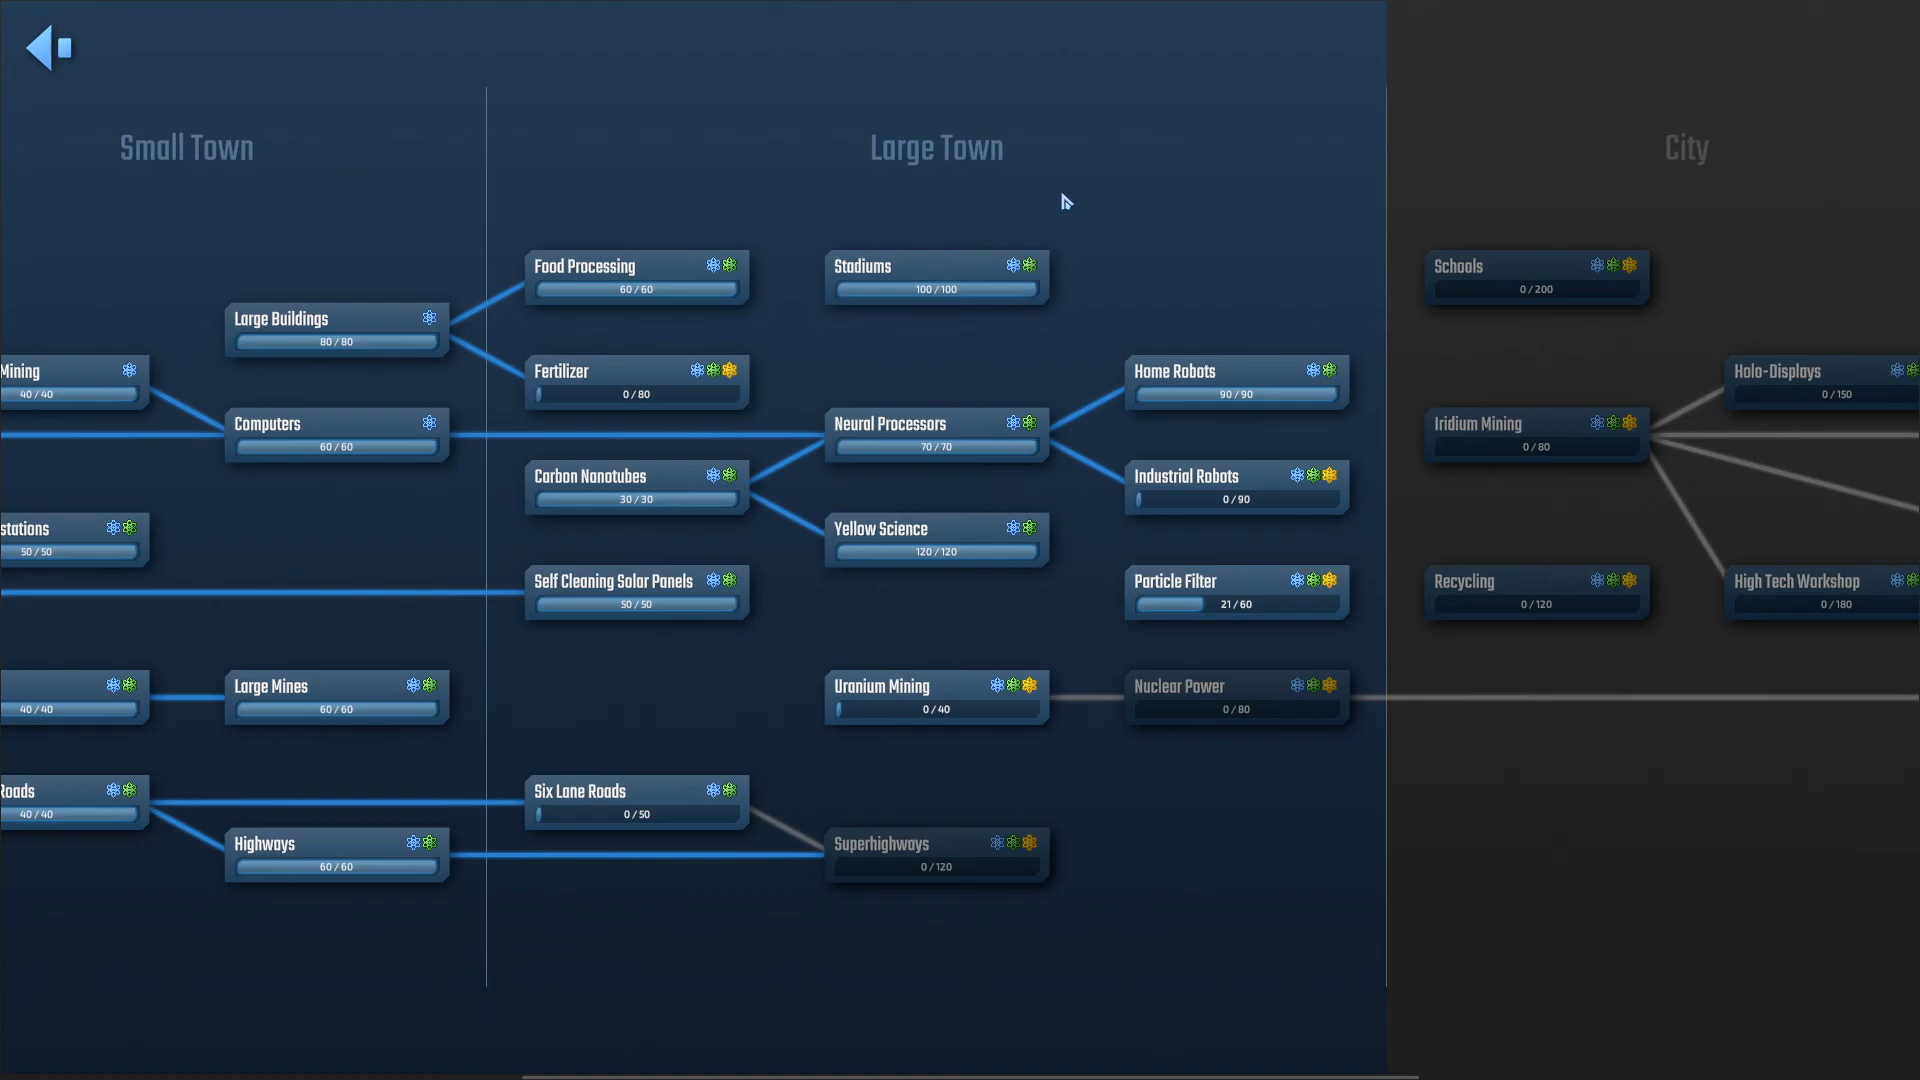 Small Town
Large Town
City
Food Processing
60 / 60
Stadiums
100 / 100
Schools
0 / 200
Large Buildings
80 / 80
Mining
40 / 40
Fertilizer
0 / 80
Home Robots
90 / 90
Holo-Displays
0 / 150
Computers
60 / 60
Neural Processors
70 / 70
Iridium Mining
0 / 80
Carbon Nanotubes
30 / 30
Industrial Robots
0 / 90
stations
50 / 50
Yellow Science
120 / 120
Self Cleaning Solar Panels
50 / 50
Particle Filter
21 / 60
Recycling
0 / 120
High Tech Workshop
0 / 180
40 / 40
Large Mines
60 / 60
Uranium Mining
0 / 40
Nuclear Power
0 / 80
Roads
40 / 40
Six Lane Roads
0 / 50
Highways
60 / 60
Superhighways
0 / 120